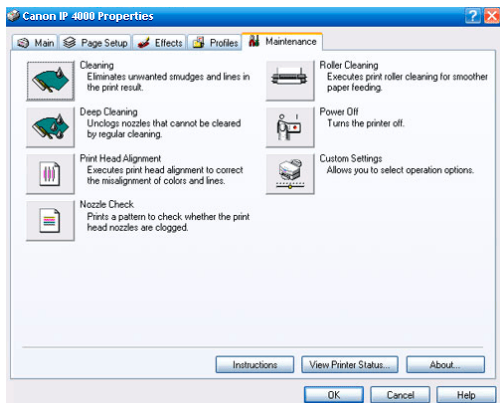 Canon IP 4000 Properties
Main Page Setup Effects Profiles Maintenance
Cleaning
Eliminates unwanted smudges and lines in
the print result.
Deep Cleaning
Unclogs nozzles that cannot be cleared
by regular cleaning.
Print Head Alignment
Executes print head alignment to correct
the misalignment of colors and lines.
Nozzle Check
Prints a pattern to check whether the print
head nozzles are clogged.
Roller Cleaning
Executes print roller cleaning for smoother
paper feeding.
Power Off
Turns the printer off.
Custom Settings
Allows you to select operation options.
Instructions View Printer Status... About...
OK Cancel Help